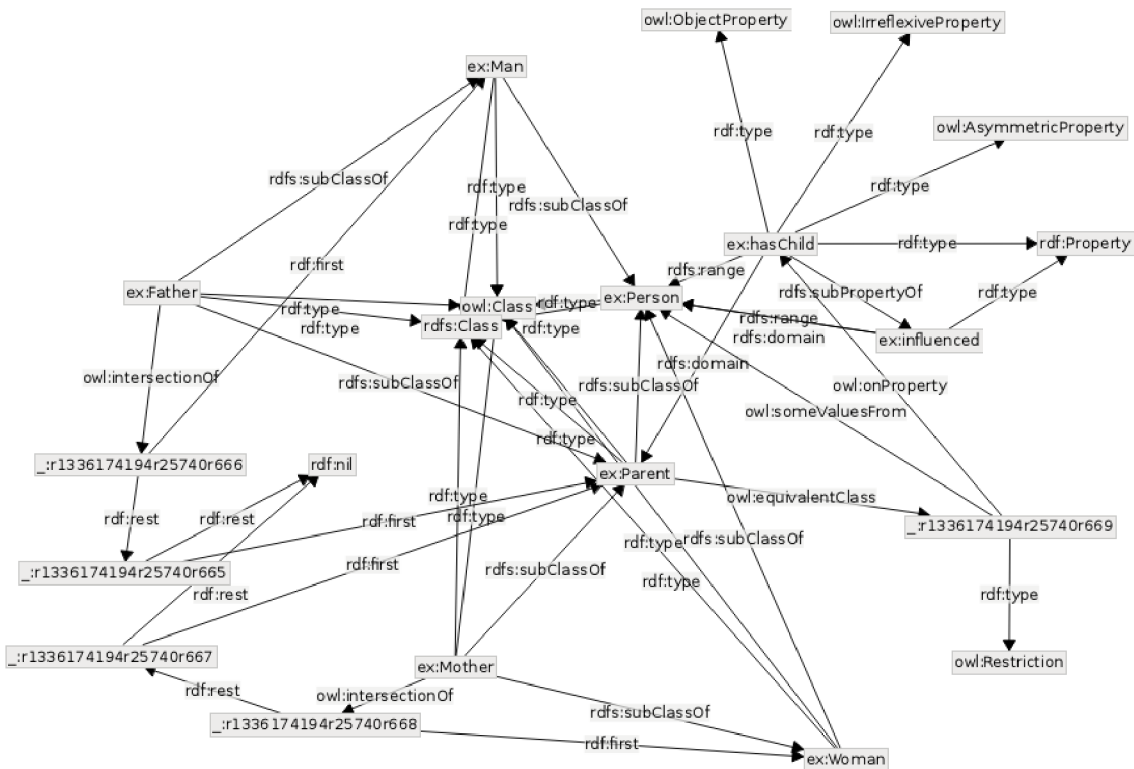 owl:ObjectProperty
owl:IrreflexiveProperty
ex:Man
rdf:type
rdf:type
owl:AsymmetricProperty
rdfs:subClassOf
rdf:type
rdf:type
rdfs:subClassOf
rdf:type
ex:hasChild
rdf:type
rdf:Property
rdf:first
rdfs:range
ex:Father
rdfs:subPropertyOf
rdf:type
ex:Person
owl:Class
rdf:type
rdf:type
rdfs:Class
rdf:type
rdf:type
rdfs:range
rdfs:domain
ex:influenced
rdfs:domain
owl:intersectionOf
rdfs:subClassOf
rdfs:subClassOf
owl:onProperty
rdf:type
owl:someValuesFrom
rdf:type
_:r1336174194r25740r666
rdf:nil
ex:Parent
rdf:type
owl:equivalentClass
rdf:rest
rdf:rest
rdf:first
rdf:type
_:r1336174194r25740r669
rdf:type
rdfs:subClassOf
rdf:first
rdfs:subClassOf
_:r1336174194r25740r665
rdf:type
rdf:rest
rdf:type
_:r1336174194r25740r667
ex:Mother
owl:Restriction
rdf:rest
owl:intersectionOf
rdfs:subClassOf
_:r1336174194r25740r668
rdf:first
ex:Woman